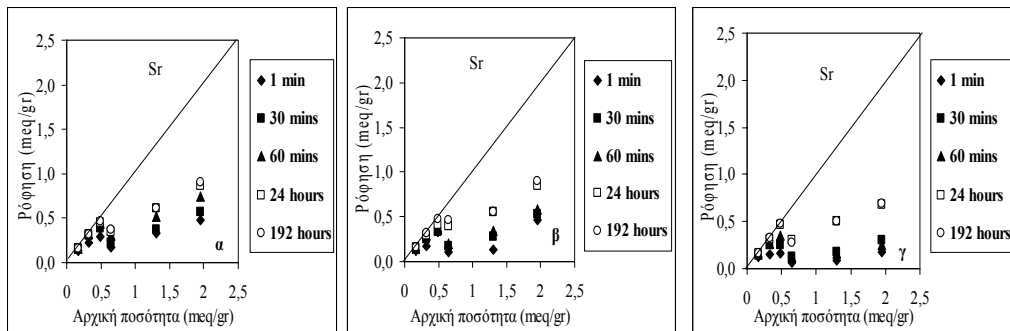 2,5
2,0
1,5
1,0
0,5
0,0
Ρόφηση (meq/gr)
Sr
α
0 0,5 1 1,5 2 2,5
Αρχική ποσότητα (meq/gr)
1 min
30 mins
60 mins
24 hours
192 hours
2,5
2,0
1,5
1,0
0,5
0,0
Ρόφηση (meq/gr)
Sr
β
0 0,5 1 1,5 2 2,5
Αρχική ποσότητα (meq/gr)
1 min
30 mins
60 mins
24 hours
192 hours
2,5
2,0
1,5
1,0
0,5
0,0
Ρόφηση (meq/gr)
Sr
γ
0 0,5 1 1,5 2 2,5
Αρχική ποσότητα (meq/gr)
1 min
30 mins
60 mins
24 hours
192 hours